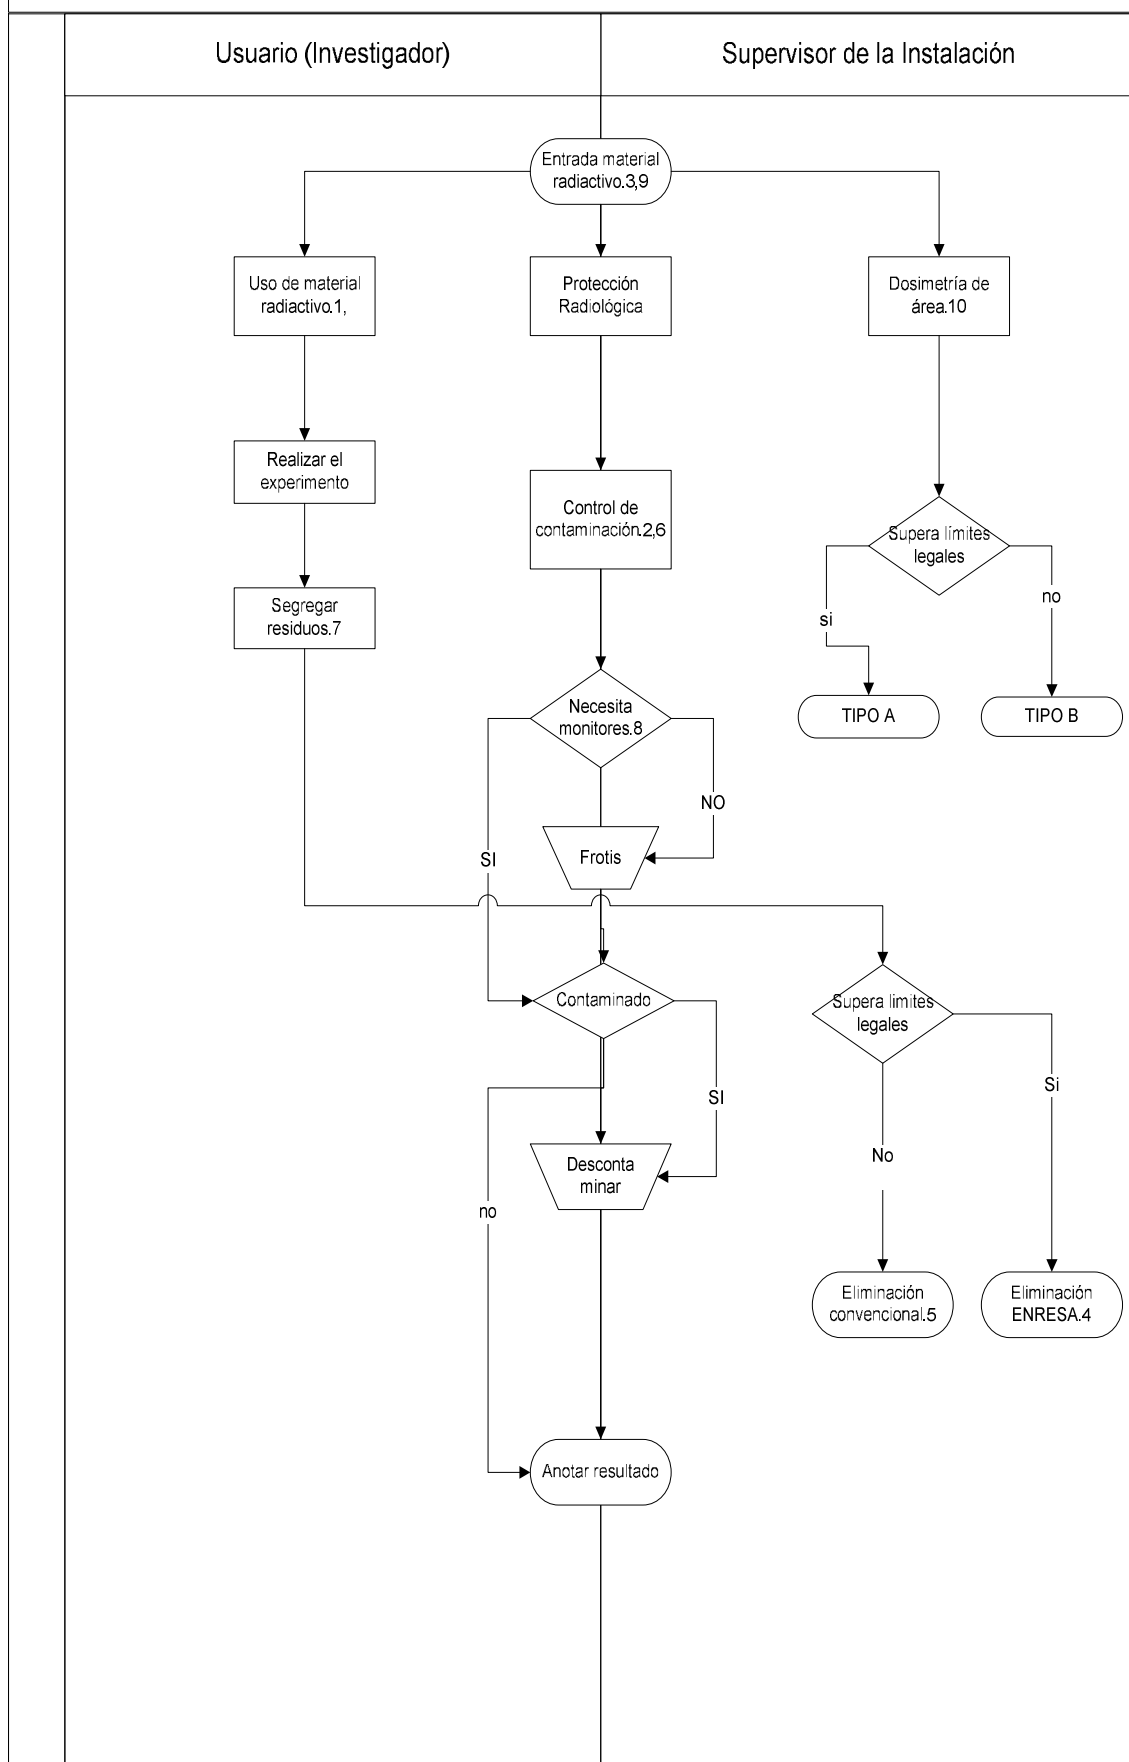 Usuario (Investigador)
Supervisor de la Instalación
Entrada material
radiactivo.3,9
Uso de material
radiactivo.1,
Protección
Radiológica
Dosimetría de
área.10
Realizar el
experimento
Control de
contaminación.2,6
Supera límites
legales
si
no
Segregar
residuos.7
Necesita
monitores.8
TIPO A
TIPO B
NO
SI
Frotis
Contaminado
Supera limites
legales
SI
Si
No
Desconta
minar
no
Eliminación
convencional.5
Eliminación
ENRESA.4
Anotar resultado